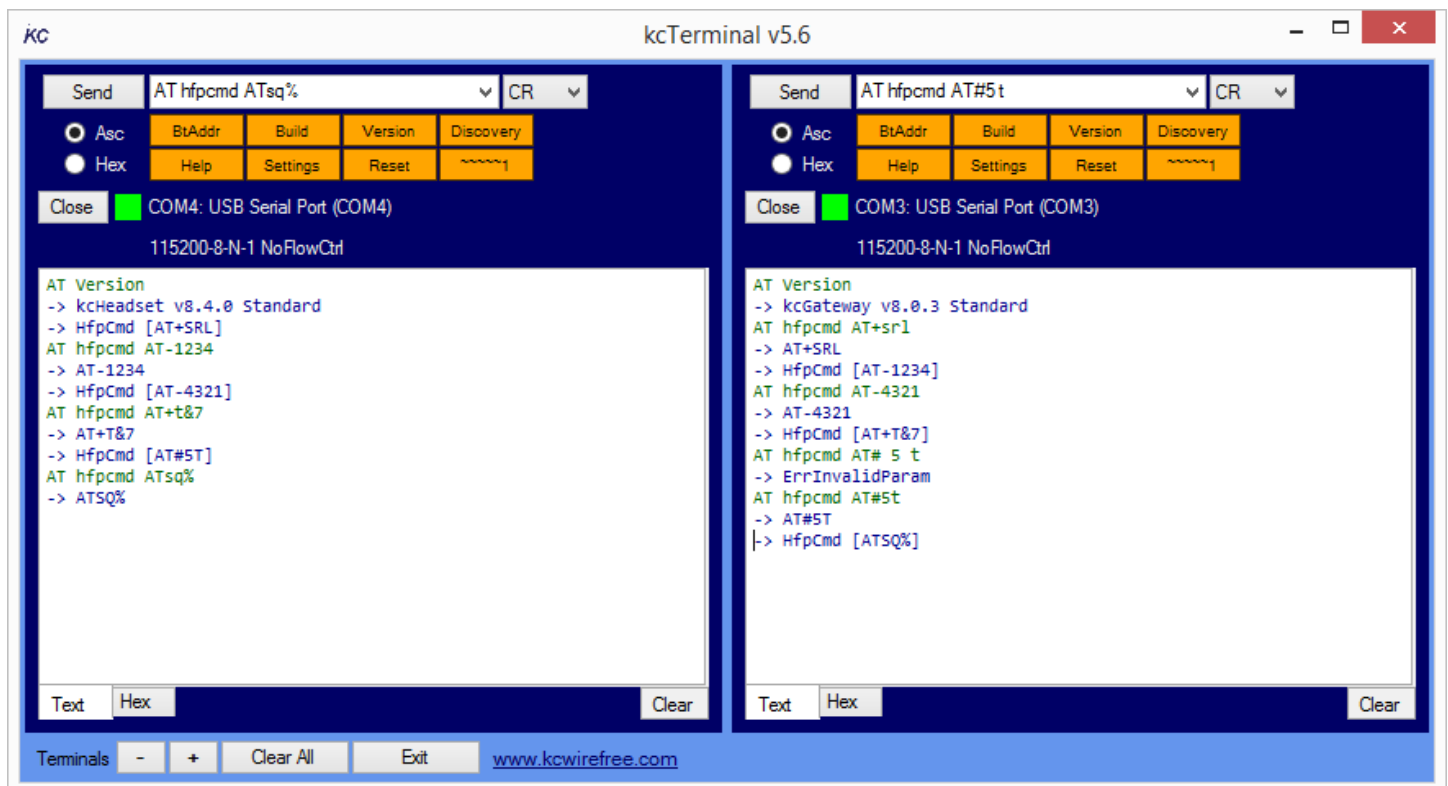 KC kcTerminal v5.6
Send AT hfpcmd ATsq% CR
Asc BtAddr Build Version Discovery
Hex Help Settings Reset ~~~~~1
Close COM4: USB Serial Port (COM4)
115200-8-N-1 NoFlowCtrl
AT Version
-> kcHeadset v8.4.0 Standard
-> HfpCmd [AT+SRL]
AT hfpcmd AT-1234
-> AT-1234
-> HfpCmd [AT-4321]
AT hfpcmd AT+t&7
-> AT+T&7
-> HfpCmd [AT#5T]
AT hfpcmd ATsq%
-> ATSQ%
Text Hex Clear
Send AT hfpcmd AT#5t CR
Asc BtAddr Build Version Discovery
Hex Help Settings Reset ~~~~~1
Close COM3: USB Serial Port (COM3)
115200-8-N-1 NoFlowCtrl
AT Version
-> kcGateway v8.0.3 Standard
AT hfpcmd AT+srl
-> AT+SRL
-> HfpCmd [AT-1234]
AT hfpcmd AT-4321
-> AT-4321
-> HfpCmd [AT+T&7]
AT hfpcmd AT# 5 t
-> ErrInvalidParam
AT hfpcmd AT#5t
-> AT#5T
-> HfpCmd [ATSQ%]
Text Hex Clear
Terminals - + Clear All Exit www.kcwirefree.com